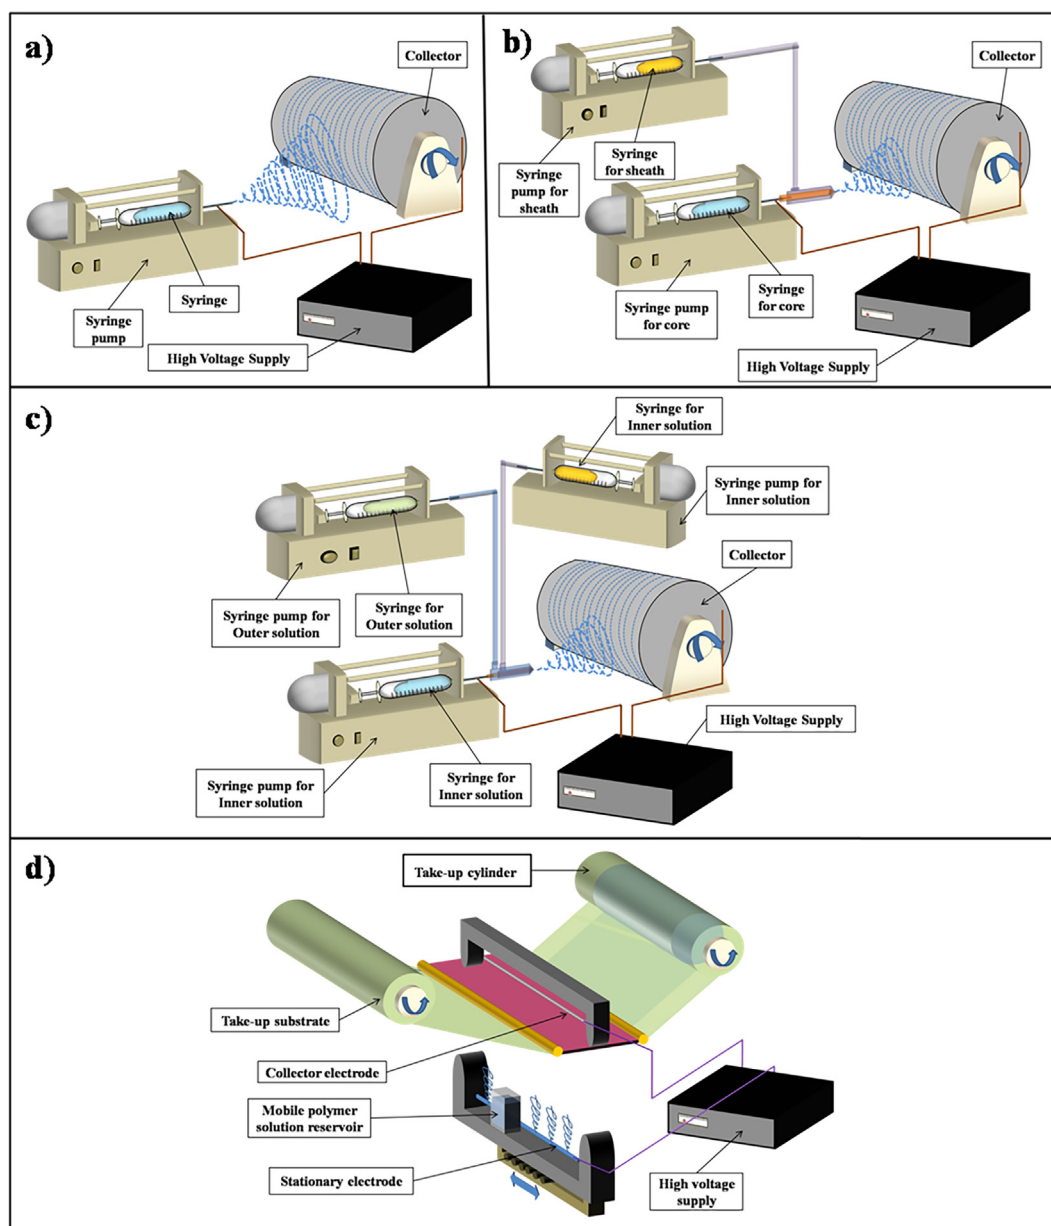 a)
Collector
Syringe
Syringe
pump
High Voltage Supply
b)
Collector
Syringe
for sheath
Syringe
pump for
sheath
Syringe pump
for core
Syringe
for core
High Voltage Supply
c)
Syringe for
Inner solution
Syringe pump for
Inner solution
Collector
Syringe pump for
Outer solution
Syringe for
Outer solution
High Voltage Supply
Syringe pump for
Inner solution
Syringe for
Inner solution
d)
Take-up cylinder
Take-up substrate
Collector electrode
Mobile polymer
solution reservoir
Stationary electrode
High voltage
supply